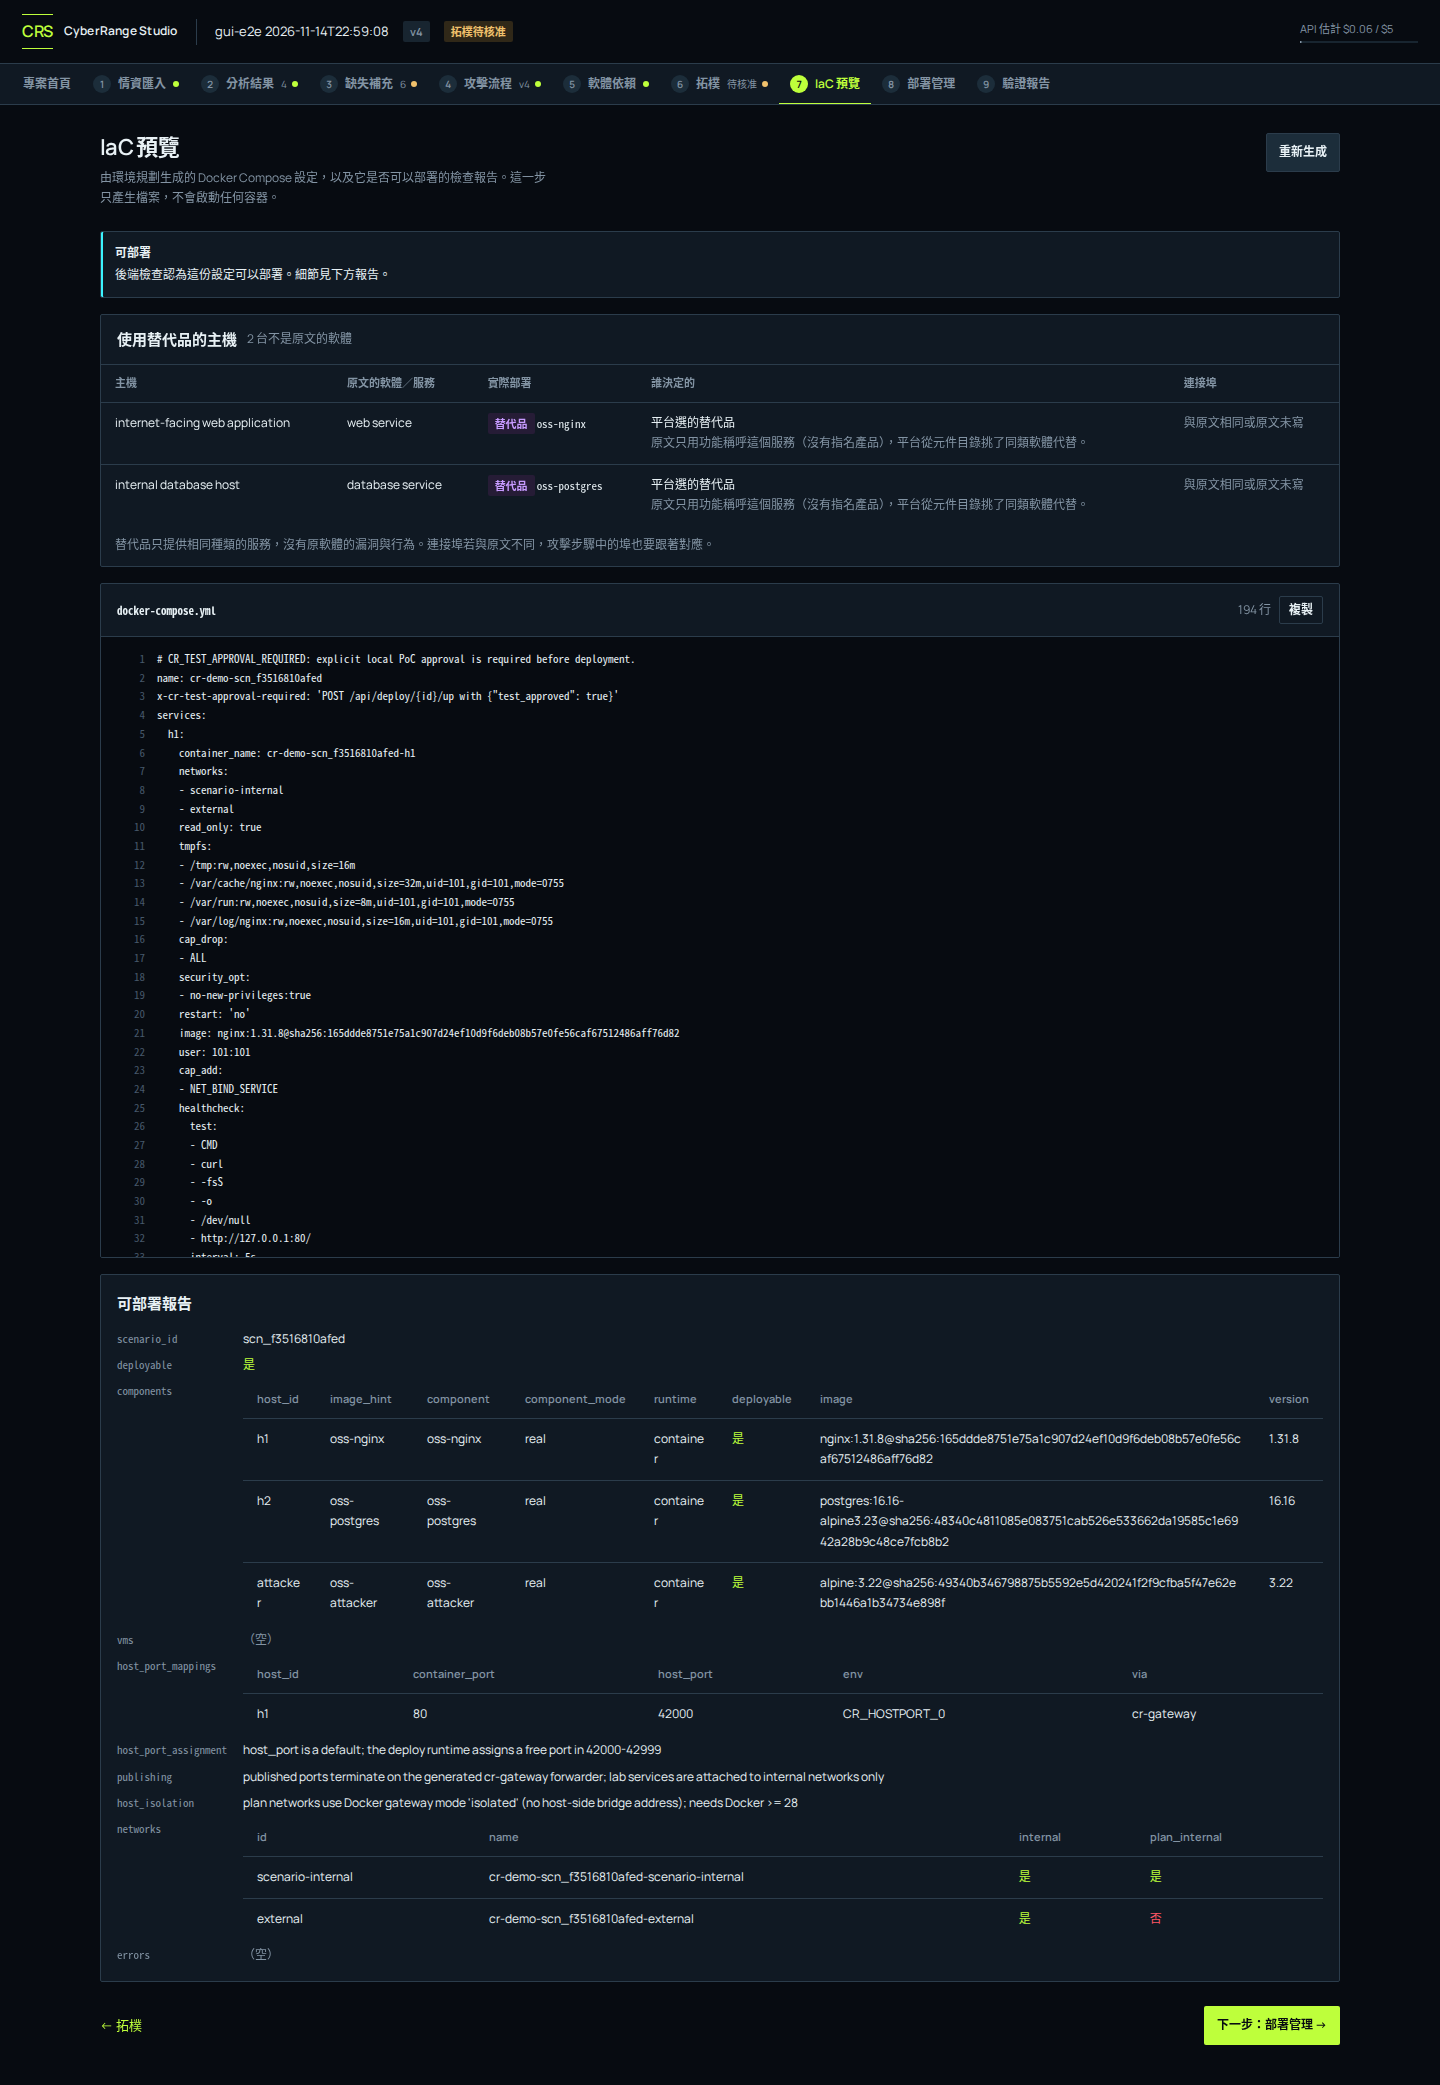 CRS CyberRange Studio gui-e2e 2026-11-14T22:59:08 v4 拓樸待核准 API 估計 $0.06 / $5
專案首頁 1 情資匯入 2 分析結果 4 3 缺失補充 6 4 攻擊流程 v4 5 軟體依賴 6 拓樸 待核准 7 IaC 預覽 8 部署管理 9 驗證報告
IaC 預覽
重新生成
由環境規劃生成的 Docker Compose 設定，以及它是否可以部署的檢查報告。這一步
只產生檔案，不會啟動任何容器。
可部署
後端檢查認為這份設定可以部署。細節見下方報告。
使用替代品的主機 2 台不是原文的軟體
主機 原文的軟體／服務 實際部署 誰決定的 連接埠
internet-facing web application web service 替代品 oss-nginx 平台選的替代品 與原文相同或原文未寫
原文只用功能稱呼這個服務（沒有指名產品），平台從元件目錄挑了同類軟體代替。
internal database host database service 替代品 oss-postgres 平台選的替代品 與原文相同或原文未寫
原文只用功能稱呼這個服務（沒有指名產品），平台從元件目錄挑了同類軟體代替。
替代品只提供相同種類的服務，沒有原軟體的漏洞與行為。連接埠若與原文不同，攻擊步驟中的埠也要跟著對應。
docker-compose.yml 194 行 複製
1 # CR_TEST_APPROVAL_REQUIRED: explicit local PoC approval is required before deployment.
2 name: cr-demo-scn_f3516810afed
3 x-cr-test-approval-required: 'POST /api/deploy/{id}/up with {"test_approved": true}'
4 services:
5 h1:
6 container_name: cr-demo-scn_f3516810afed-h1
7 networks:
8 - scenario-internal
9 - external
10 read_only: true
11 tmpfs:
12 - /tmp:rw,noexec,nosuid,size=16m
13 - /var/cache/nginx:rw,noexec,nosuid,size=32m,uid=101,gid=101,mode=0755
14 - /var/run:rw,noexec,nosuid,size=8m,uid=101,gid=101,mode=0755
15 - /var/log/nginx:rw,noexec,nosuid,size=16m,uid=101,gid=101,mode=0755
16 cap_drop:
17 - ALL
18 security_opt:
19 - no-new-privileges:true
20 restart: 'no'
21 image: nginx:1.31.8@sha256:165ddde8751e75a1c907d24ef10d9f6deb08b57e0fe56caf67512486aff76d82
22 user: 101:101
23 cap_add:
24 - NET_BIND_SERVICE
25 healthcheck:
26 test:
27 - CMD
28 - curl
29 - -fsS
30 - -o
31 - /dev/null
32 - http://127.0.0.1:80/
33 interval: 5s
可部署報告
scenario_id scn_f3516810afed
deployable 是
components
host_id image_hint component component_mode runtime deployable image version
h1 oss-nginx oss-nginx real containe 是 nginx:1.31.8@sha256:165ddde8751e75a1c907d24ef10d9f6deb08b57e0fe56c 1.31.8
r af67512486aff76d82
h2 oss- oss- real containe 是 postgres:16.16- 16.16
postgres postgres r alpine3.23@sha256:48340c4811085e083751cab526e533662da19585c1e69
42a28b9c48ce7fcb8b2
attacke oss- oss- real containe 是 alpine:3.22@sha256:49340b346798875b5592e5d420241f2f9cfba5f47e62e 3.22
r attacker attacker r bb1446a1b34734e898f
vms （空）
host_port_mappings
host_id container_port host_port env via
h1 80 42000 CR_HOSTPORT_0 cr-gateway
host_port_assignment host_port is a default; the deploy runtime assigns a free port in 42000-42999
publishing published ports terminate on the generated cr-gateway forwarder; lab services are attached to internal networks only
host_isolation plan networks use Docker gateway mode 'isolated' (no host-side bridge address); needs Docker >= 28
networks
id name internal plan_internal
scenario-internal cr-demo-scn_f3516810afed-scenario-internal 是 是
external cr-demo-scn_f3516810afed-external 是 否
errors （空）
← 拓樸 下一步：部署管理 →